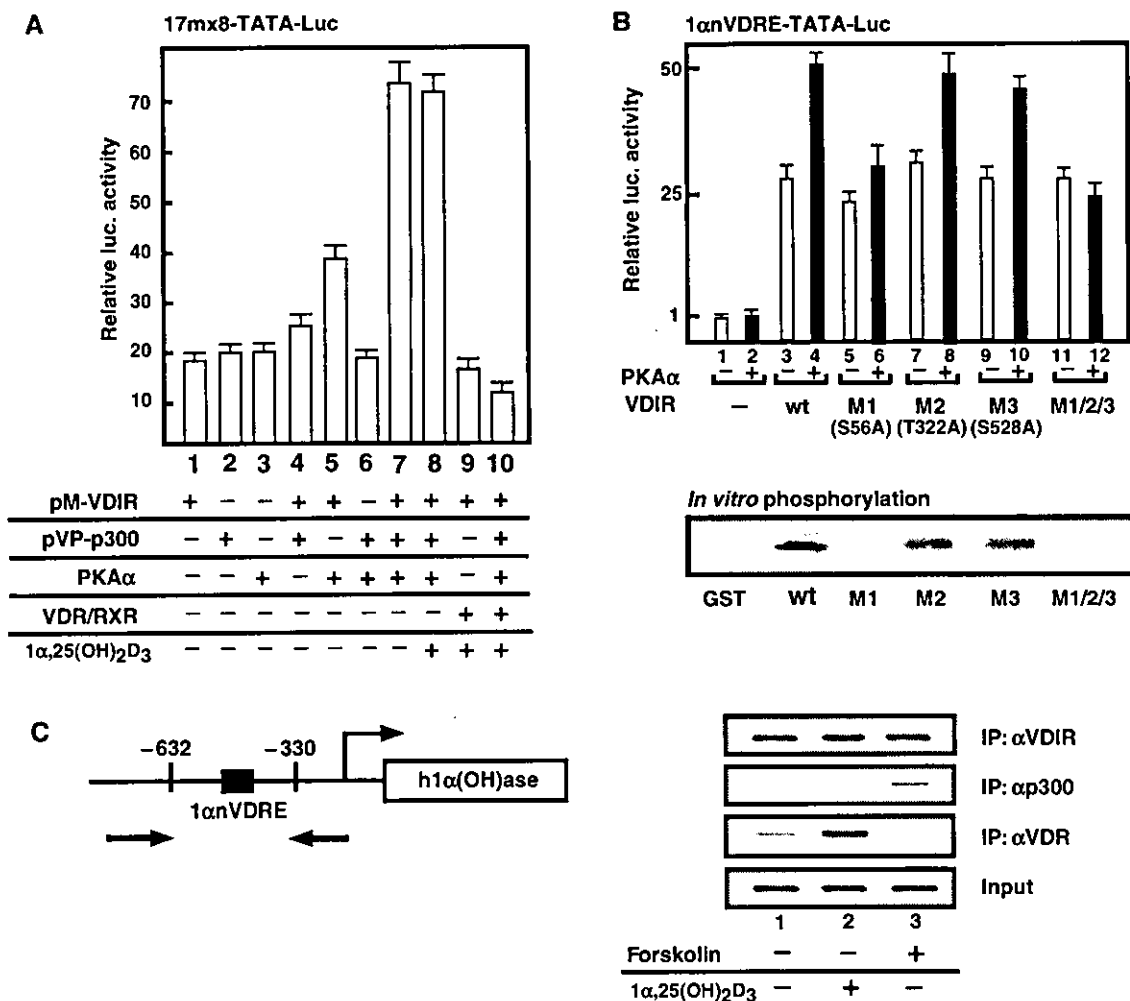 A
17mx8-TATA-Luc
Relative luc. activity
70
60
50
40
30
20
10
1 2 3 4 5 6 7 8 9 10
pM-VDIR + − − + + − + + + +
pVP-p300 − + − + − + + + − +
PKAα − − + − + + + + − +
VDR/RXR − − − − − − − − + +
1α,25(OH)₂D₃ − − − − − − − + + +
B
1αnVDRE-TATA-Luc
Relative luc. activity
50
25
1
1 2 3 4 5 6 7 8 9 10 11 12
PKAα − + − + − + − + − + − +
VDIR − wt M1 M2 M3 M1/2/3
(S56A) (T322A) (S528A)
In vitro phosphorylation
GST wt M1 M2 M3 M1/2/3
C
−632
−330
1αnVDRE
h1α(OH)ase
IP: αVDIR
IP: αp300
IP: αVDR
Input
1 2 3
Forskolin − − +
1α,25(OH)₂D₃ − + −